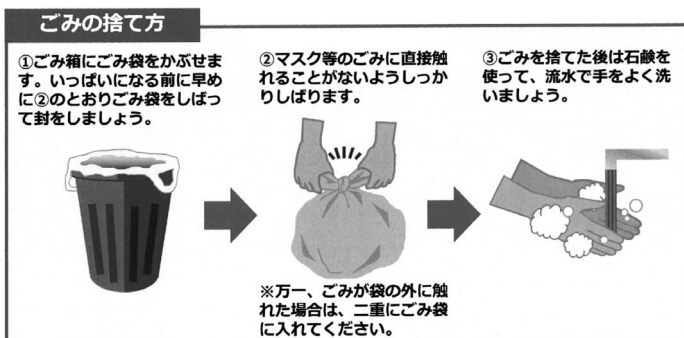 ごみの捨て方
①ごみ箱にごみ袋をかぶせま
す。いっぱいになる前に早め
に②のとおりごみ袋をしばっ
て封をしましょう。
②マスク等のごみに直接触
れることがないようしっか
りしばります。
※万一、ごみが袋の外に触
れた場合は、二重にごみ袋
に入れてください。
③ごみを捨てた後は石鹸を
使って、流水で手をよく洗
いましょう。